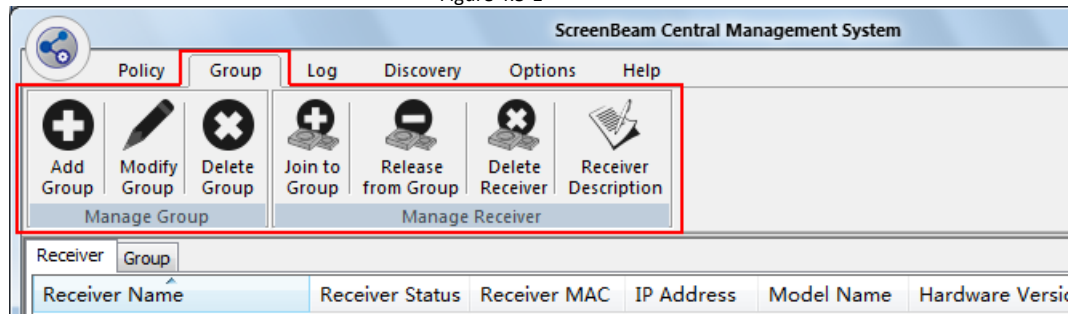 ScreenBeam Central Management System
Policy Group Log Discovery Options Help
Add Group
Modify Group
Delete Group
Join to Group
Release from Group
Delete Receiver
Receiver Description
Manage Group
Manage Receiver
Receiver Group
Receiver Name Receiver Status Receiver MAC IP Address Model Name Hardware